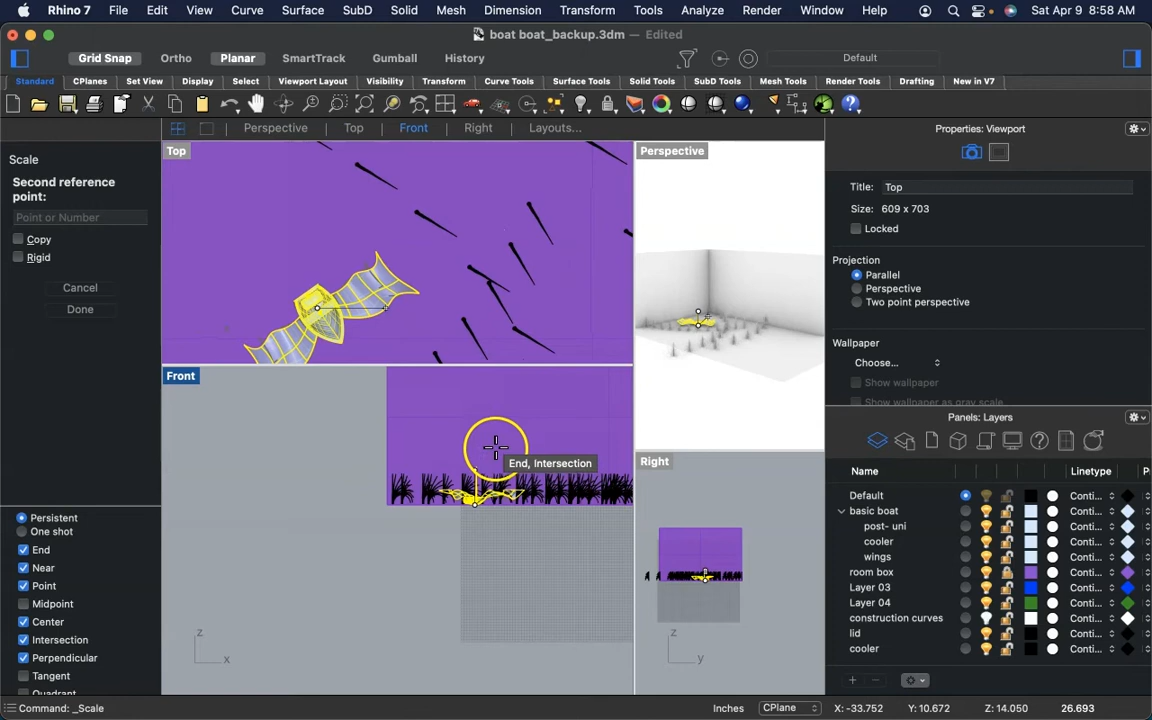 Rhino 7 File Edit View Curve Surface SubD Solid Mesh Dimension Transform Tools Analyze Render Window Help Sat Apr 9 8:58 AM
boat boat_backup.3dm — Edited
Grid Snap Ortho Planar SmartTrack Gumball History Default
Standard CPlanes Set View Display Select Viewport Layout Visibility Transform Curve Tools Surface Tools Solid Tools SubD Tools Mesh Tools Render Tools Drafting New in V7
Perspective Top Front Right Layouts...
Scale
Second reference
point:
Point or Number
Copy
Rigid
Cancel
Done
Persistent
One shot
End
Near
Point
Midpoint
Center
Intersection
Perpendicular
Tangent
Quadrant
Top
Perspective
Front
End, Intersection
z
x
Right
z
y
Properties: Viewport
Title: Top
Size: 609 x 703
Locked
Projection
Parallel
Perspective
Two point perspective
Wallpaper
Choose...
Show wallpaper
Show wallpaper as gray scale
Panels: Layers
Name Linetype P
Default Conti...
basic boat Conti...
post- uni Conti...
cooler Conti...
wings Conti...
room box Conti...
Layer 03 Conti...
Layer 04 Conti...
construction curves Conti...
lid Conti...
cooler Conti...
Command: _Scale Inches CPlane X: -33.752 Y: 10.672 Z: 14.050 26.693